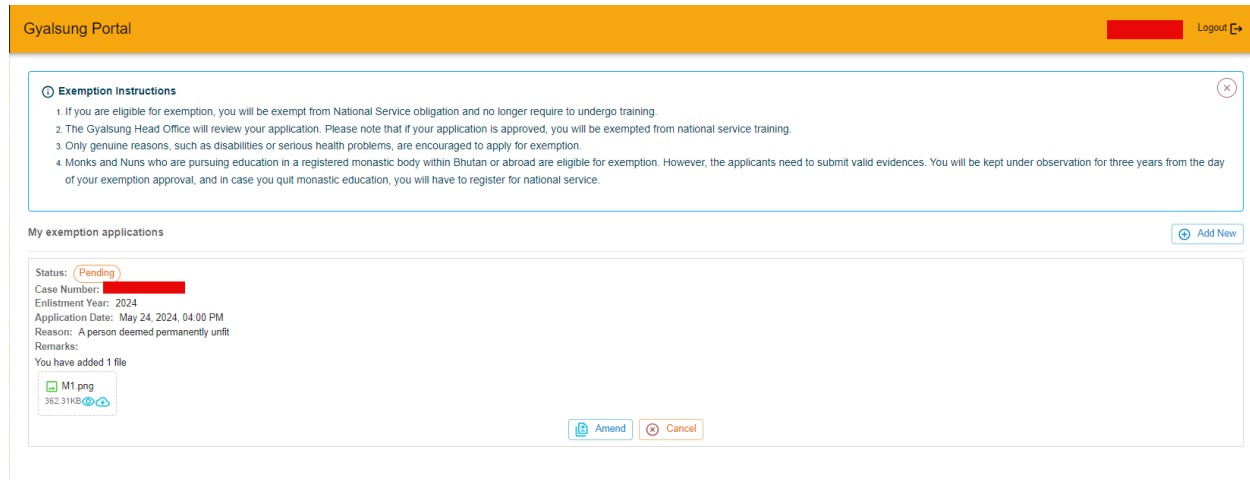 Gyalsung Portal
Logout
Exemption Instructions
1. If you are eligible for exemption, you will be exempt from National Service obligation and no longer require to undergo training.
2. The Gyalsung Head Office will review your application. Please note that if your application is approved, you will be exempted from national service training.
3. Only genuine reasons, such as disabilities or serious health problems, are encouraged to apply for exemption.
4. Monks and Nuns who are pursuing education in a registered monastic body within Bhutan or abroad are eligible for exemption. However, the applicants need to submit valid evidences. You will be kept under observation for three years from the day
of your exemption approval, and in case you quit monastic education, you will have to register for national service.
My exemption applications
Add New
Status: Pending
Case Number:
Enlistment Year: 2024
Application Date: May 24, 2024, 04:00 PM
Reason: A person deemed permanently unfit
Remarks:
You have added 1 file
M1.png
362.31KB
Amend
Cancel